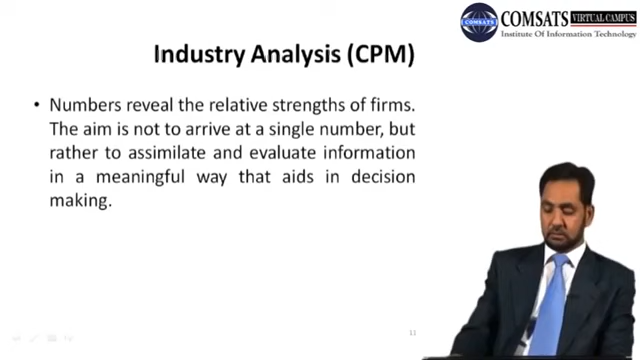 COMSATS VIRTUAL CAMPUS
Institute Of Information Technology
Industry Analysis (CPM)
• Numbers reveal the relative strengths of firms.
The aim is not to arrive at a single number, but
rather to assimilate and evaluate information
in a meaningful way that aids in decision
making.
11